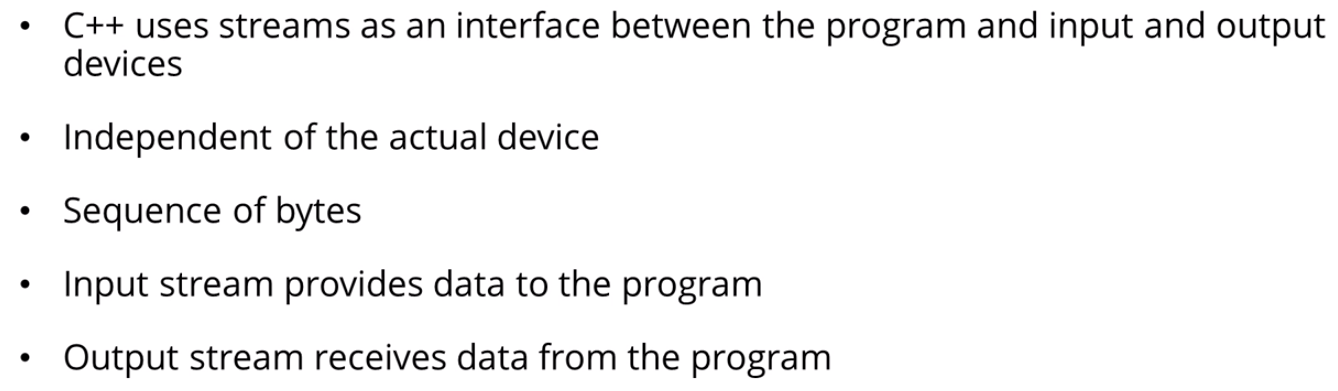 • C++ uses streams as an interface between the program and input and output
devices
• Independent of the actual device
• Sequence of bytes
• Input stream provides data to the program
• Output stream receives data from the program